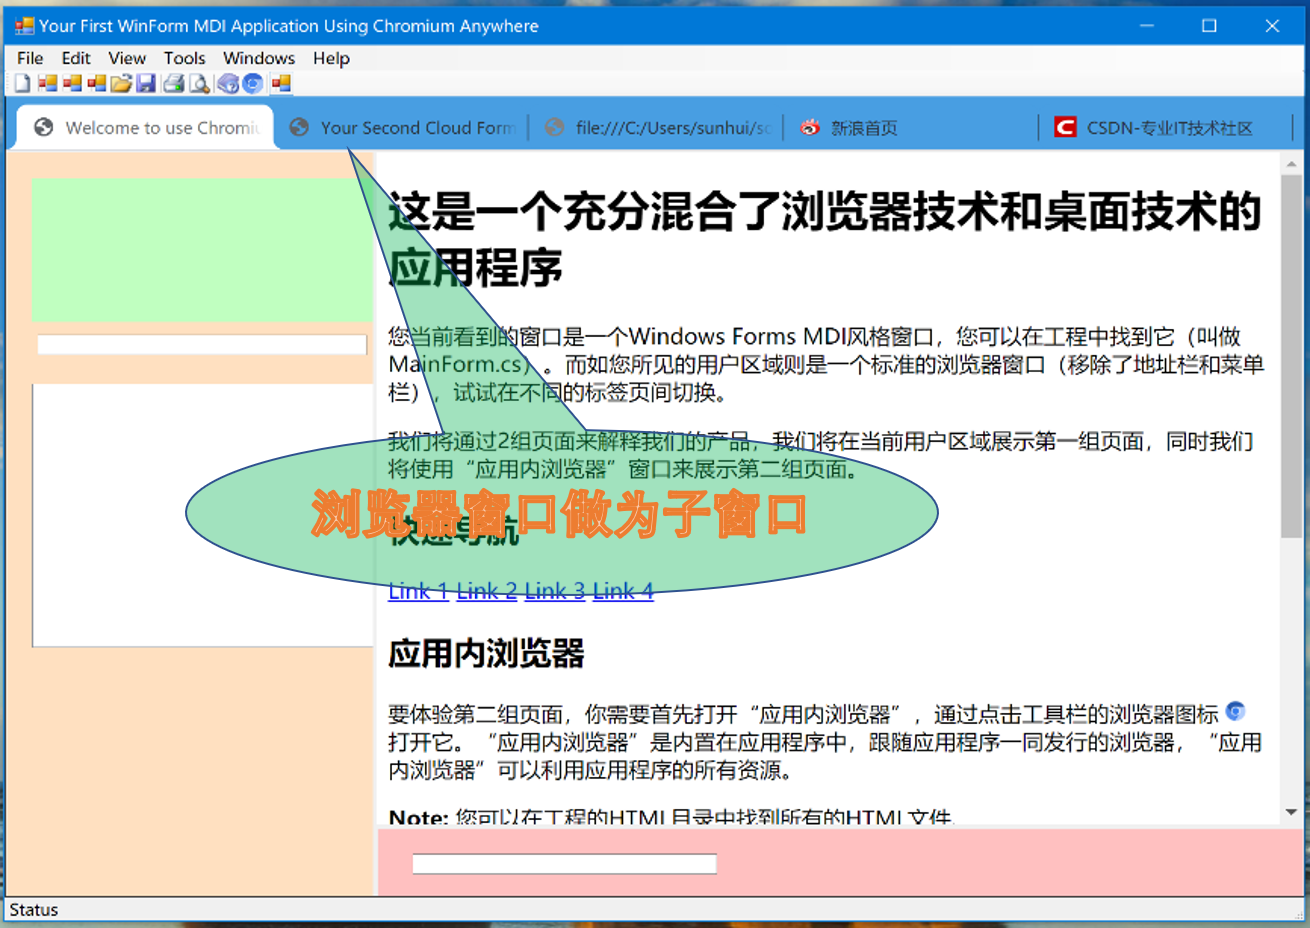 Your First WinForm MDI Application Using Chromium Anywhere
File Edit View Tools Windows Help
Welcome to use Chromi
Your Second Cloud Form
file:///C:/Users/sunhui/sc
新浪首页
CSDN-专业IT技术社区
这是一个充分混合了浏览器技术和桌面技术的
应用程序
您当前看到的窗口是一个Windows Forms MDI风格窗口，您可以在工程中找到它（叫做
MainForm.cs）。而如您所见的用户区域则是一个标准的浏览器窗口（移除了地址栏和菜单
栏），试试在不同的标签页间切换。
我们将通过2组页面来解释我们的产品，我们将在当前用户区域展示第一组页面，同时我们
将使用“应用内浏览器”窗口来展示第二组页面。
浏览器窗口做为子窗口
快速导航
Link 1 Link 2 Link 3 Link 4
应用内浏览器
要体验第二组页面，你需要首先打开“应用内浏览器”，通过点击工具栏的浏览器图标
打开它。“应用内浏览器”是内置在应用程序中，跟随应用程序一同发行的浏览器，“应用
内浏览器”可以利用应用程序的所有资源。
Note: 您可以在工程的HTML目录中找到所有的HTML文件.
Status